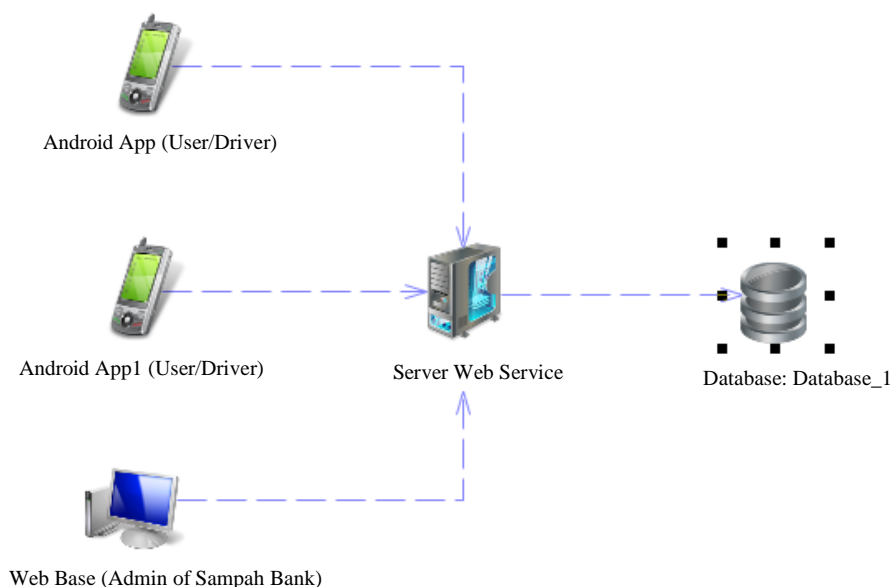 Android App (User/Driver)
Android App1 (User/Driver)
Server Web Service
Database: Database_1
Web Base (Admin of Sampah Bank)